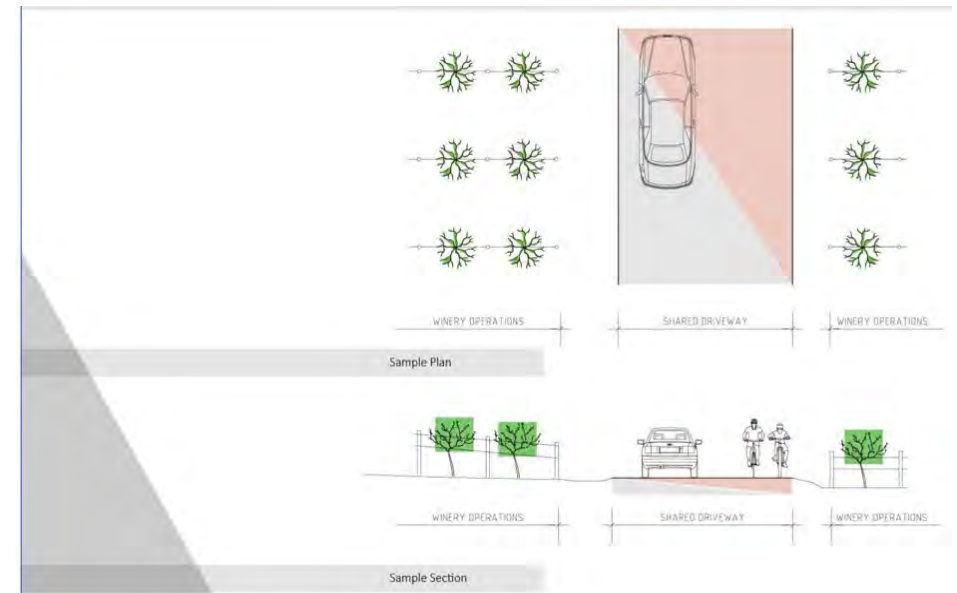 WINERY OPERATIONS SHARED DRIVEWAY WINERY OPERATIONS
Sample Plan
WINERY OPERATIONS SHARED DRIVEWAY WINERY OPERATIONS
Sample Section